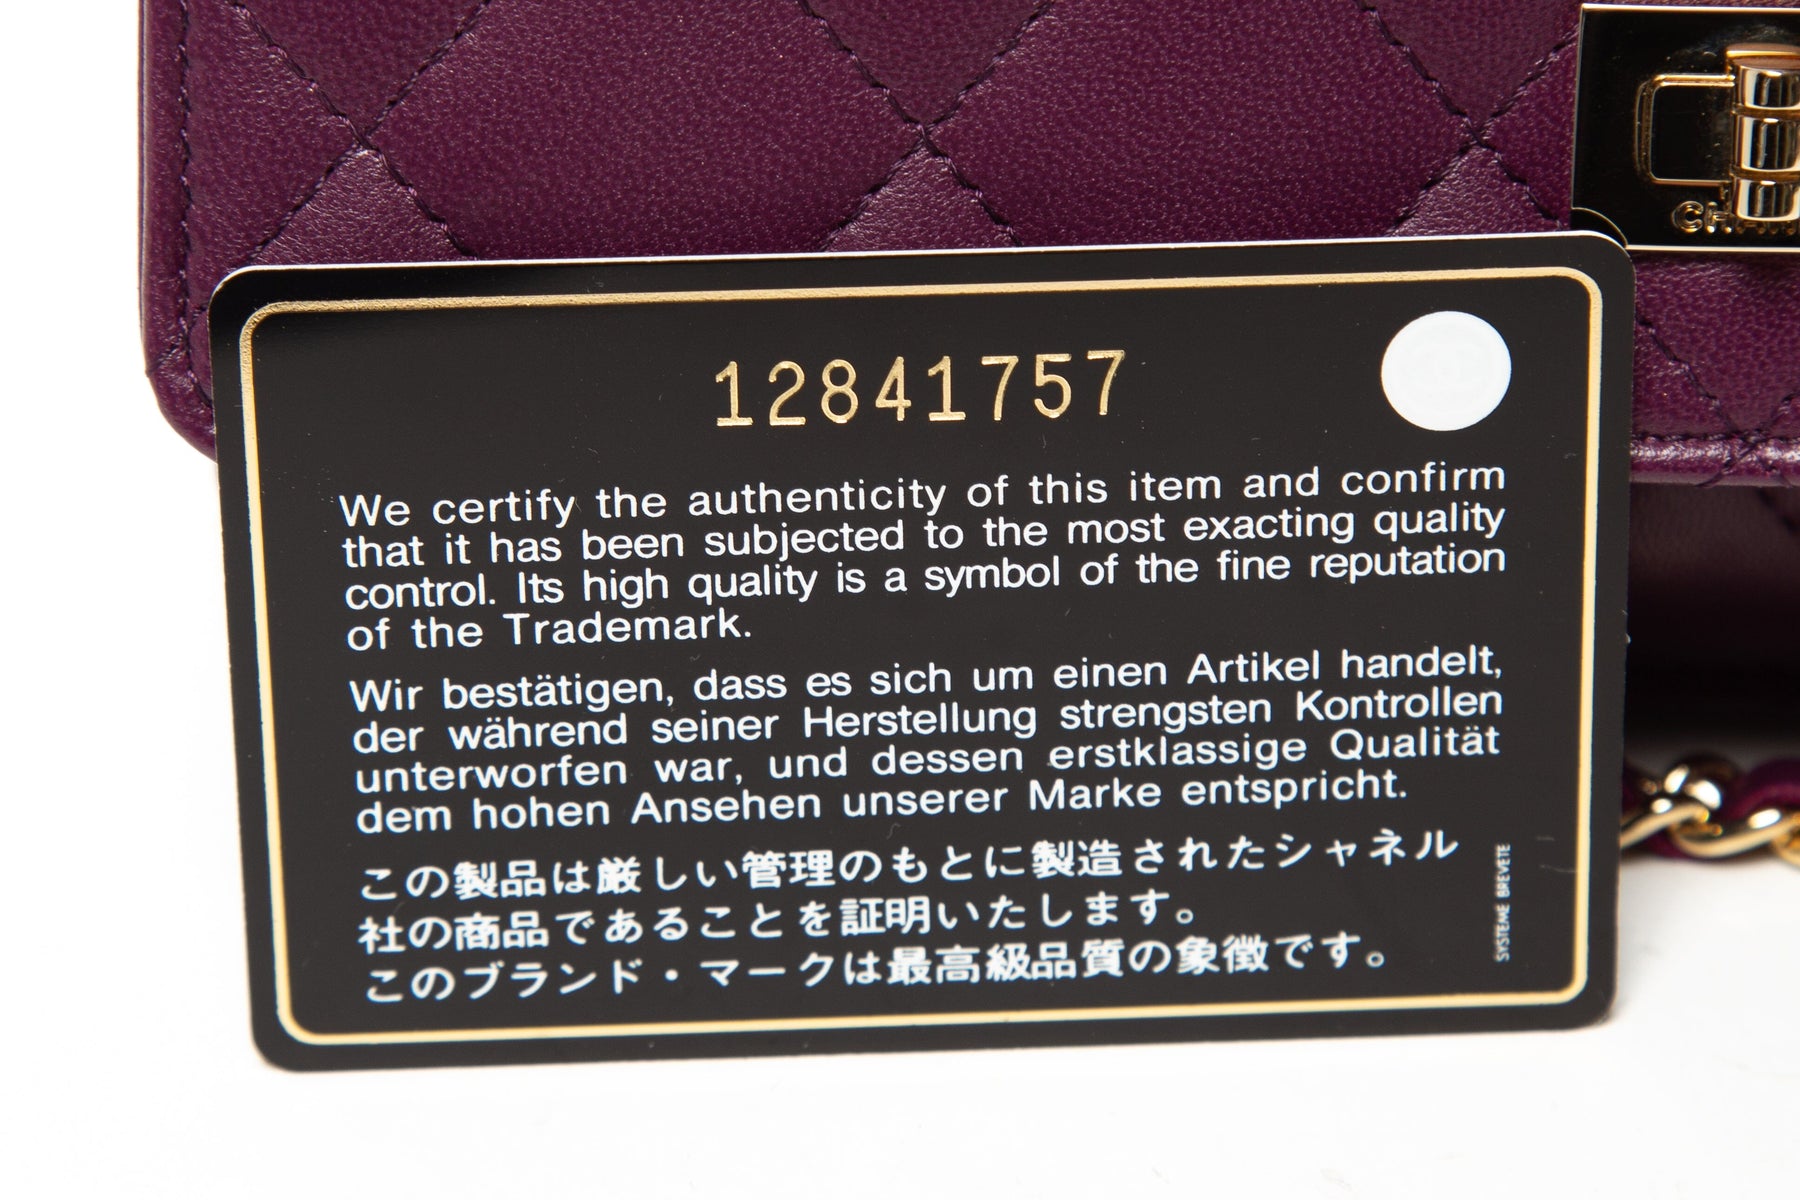 12841757
We certify the authenticity of this item and confirm
that it has been subjected to the most exacting quality
control. Its high quality is a symbol of the fine reputation
of the Trademark.
Wir bestätigen, dass es sich um einen Artikel handelt,
der während seiner Herstellung strengsten Kontrollen
unterworfen war, und dessen erstklassige Qualität
dem hohen Ansehen unserer Marke entspricht.
この製品は厳しい管理のもとに製造されたシャネル
社の商品であることを証明いたします。
このブランド・マークは最高級品質の象徴です。
SYSTEME BREVETE